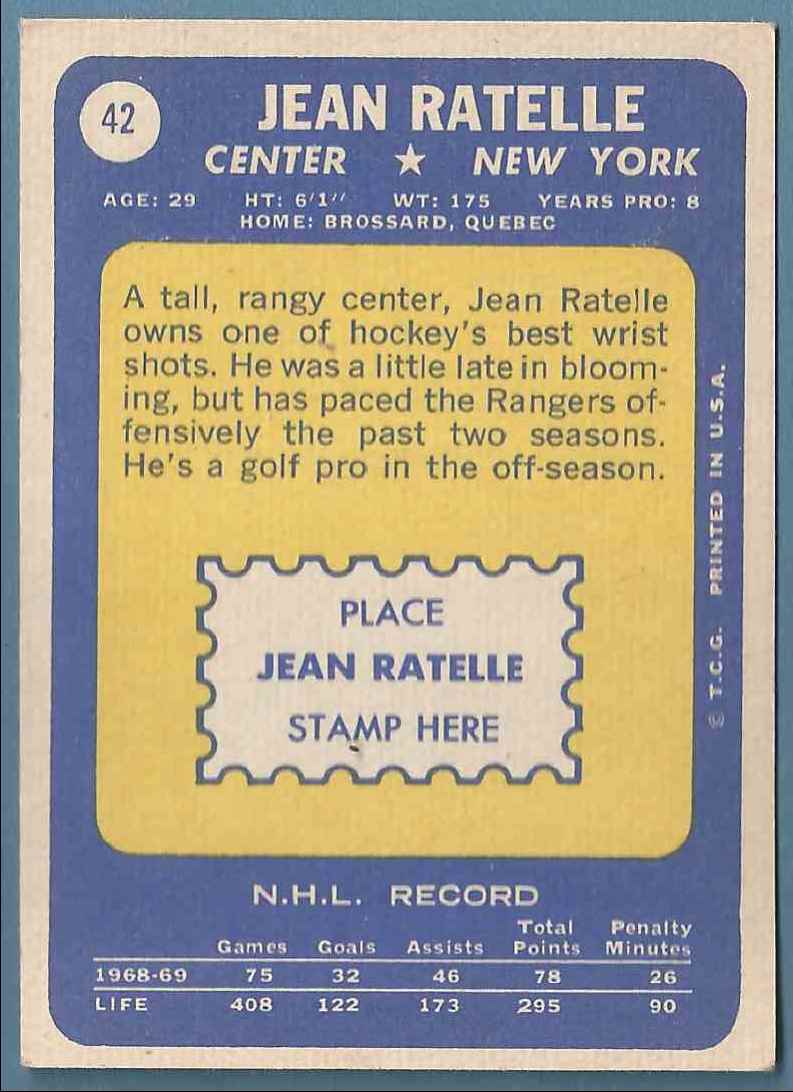 42
JEAN RATELLE
CENTER ★ NEW YORK
AGE: 29 HT: 6'1" WT: 175 YEARS PRO: 8
HOME: BROSSARD, QUEBEC
A tall, rangy center, Jean Ratelle
owns one of hockey's best wrist
shots. He was a little late in bloom-
ing, but has paced the Rangers of-
fensively the past two seasons.
He's a golf pro in the off-season.
PLACE
JEAN RATELLE
STAMP HERE
© T.C.G. PRINTED IN U.S.A.
N.H.L. RECORD
Games Goals Assists Total Points Penalty Minutes
1968-69 75 32 46 78 26
LIFE 408 122 173 295 90